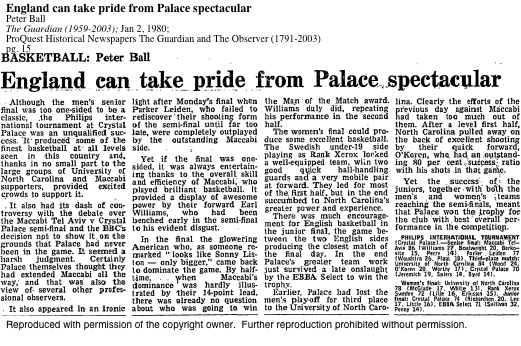 England can take pride from Palace spectacular
Peter Ball
The Guardian (1959-2003); Jan 2, 1980;
ProQuest Historical Newspapers The Guardian and The Observer (1791-2003)
pg. 15
BASKETBALL: Peter Ball
England can take pride from Palace spectacular
Although the men's senior
final was too one-sided to be a
classic, the Philips inter-
national tournament at Crystal
Palace was an unqualified suc-
cess. It produced some of the
finest basketball at all levels
seen in this country and,
thanks in no small part to the
large groups of University of
North Carolina and Maccabi
supporters, provided excited
crowds to support it.
It also had its dash of con-
troversy with the debate over
the Maccabi Tel Aviv v Crystal
Palace semi-final and the EBBC's
decision not to show it on the
grounds that Palace had never
been in the game. It seemed a
harsh judgment. Certainly
Palace themselves thought they
had extended Maccabi all the
way, and that was also the
view of several other profes-
sional observers.
It also appeared in an ironic
light after Monday's final when
Parker Leiden, who failed to
rediscover their shooting form
of the semi-final until far too
late, were completely outplayed
by the outstanding Maccabi
side.
Yet if the final was one-
sided, it was always entertain-
ing thanks to the overall skill
and efficiency of Maccabi, who
played brilliant basketball. It
provided a display of awesome
power by their forward Earl
Williams, who had been
benched early in the semi-final
to his evident disgust.
In the final the glowering
American who, as someone re-
marked "looks like Sonny Lis-
ton — only bigger," came back
to dominate the game. By half-
time, when Maccabi's
dominance was hardly illus-
trated by their 14-point lead,
there was already no question
about who was going to win
the Man of the Match award.
Williams duly did, repeating
his performance in the second
half.
The women's final could pro-
duce some excellent basketball.
The Swedish under-19 side
playing as Rank Xerox looked
a well-equipped team, win two
good quick ball-handling
guards and a very mobile pair
at forward. They led for most
of the first half, but in the end
succumbed to North Carolina's
greater power and experience.
There was much encourage-
ment for English basketball in
the junior final, the game be-
tween the two English sides
producing the closest match of
the final day. In the end
Palace's greater team work
just survived a late onslaught
by the EBBA Select to win the
trophy.
Earlier, Palace had lost the
men's play-off for third place
to the University of North Caro-
lina. Clearly the efforts of the
previous day against Maccabi
had taken too much out of
them. After a level first half,
North Carolina pulled away on
the back of excellent shooting
by their quick forward,
O'Koren, who had an outstand-
ing 80 per cent success ratio
with his shots in that game.
Yet the success of the
juniors, together with both the
men's and women's teams
reaching the semi-finals, meant
that Palace won the trophy for
the club with best overall per-
formance in the competition.
PHILIPS INTERNATIONAL TOURNAMENT
(Crystal Palace).—Senior final: Maccabi Tel-
Women's final: University of North Carolina
Reproduced with permission of the copyright owner. Further reproduction prohibited without permission.